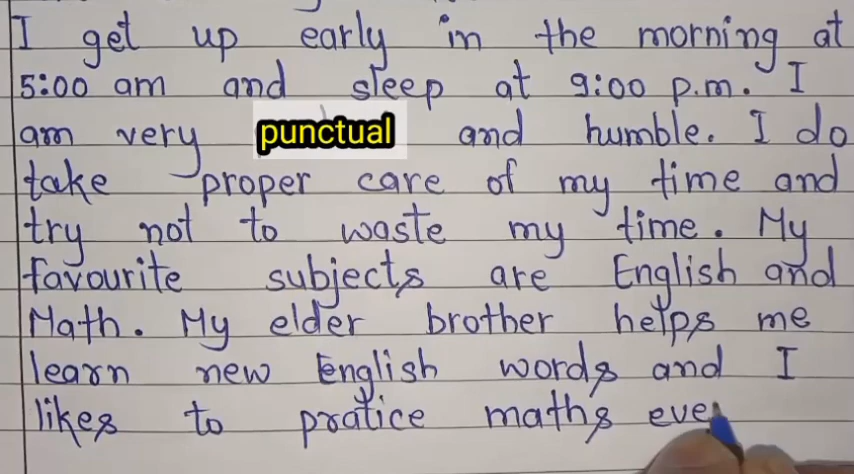 I get up early in the morning at
5:00 am and sleep at 9:00 p.m. I
am very punctual and humble. I do
take proper care of my time and
try not to waste my time. My
favourite subjects are English and
Math. My elder brother helps me
learn new English words and I
likes to pratice maths eve